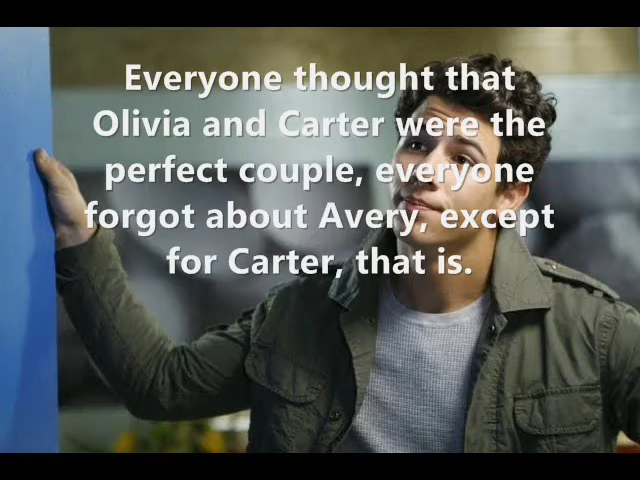 Everyone thought that
Olivia and Carter were the
perfect couple, everyone
forgot about Avery, except
for Carter, that is.